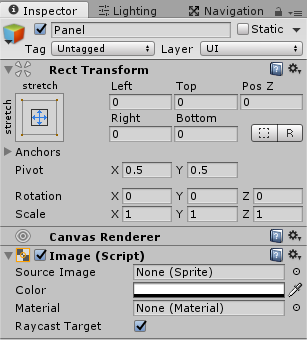 Inspector Lighting Navigation
Panel Static
Tag Untagged Layer UI
Rect Transform
stretch
stretch
Left Top Pos Z
0 0 0
Right Bottom
0 0 R
Anchors
Pivot X 0.5 Y 0.5
Rotation X 0 Y 0 Z 0
Scale X 1 Y 1 Z 1
Canvas Renderer
Image (Script)
Source Image None (Sprite)
Color
Material None (Material)
Raycast Target